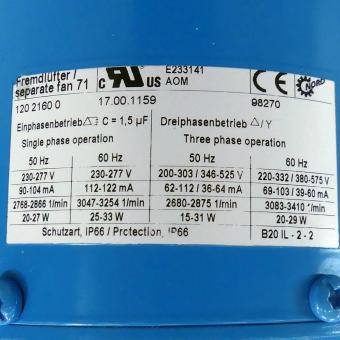 Fremdlüfter / separate fan 71
120 2160 0
17.00.1159
c RU US
E233141
AOM
98270
CE
NORD
Einphasenbetrieb C = 1,5 µF
Dreiphasenbetrieb △/Y
Single phase operation
Three phase operation
50 Hz 60 Hz 50 Hz 60 Hz
230-277 V 230-277 V 200-303 / 346-525 V 220-332 / 380-575 V
90-104 mA 112-122 mA 62-112 / 36-64 mA 69-103 / 39-60 mA
2768-2866 1/min 3047-3254 1/min 2680-2875 1/min 3083-3410 1/min
20-27 W 25-33 W 15-31 W 20-29 W
Schutzart, IP66 / Protection, IP66 B20 IL - 2 - 2